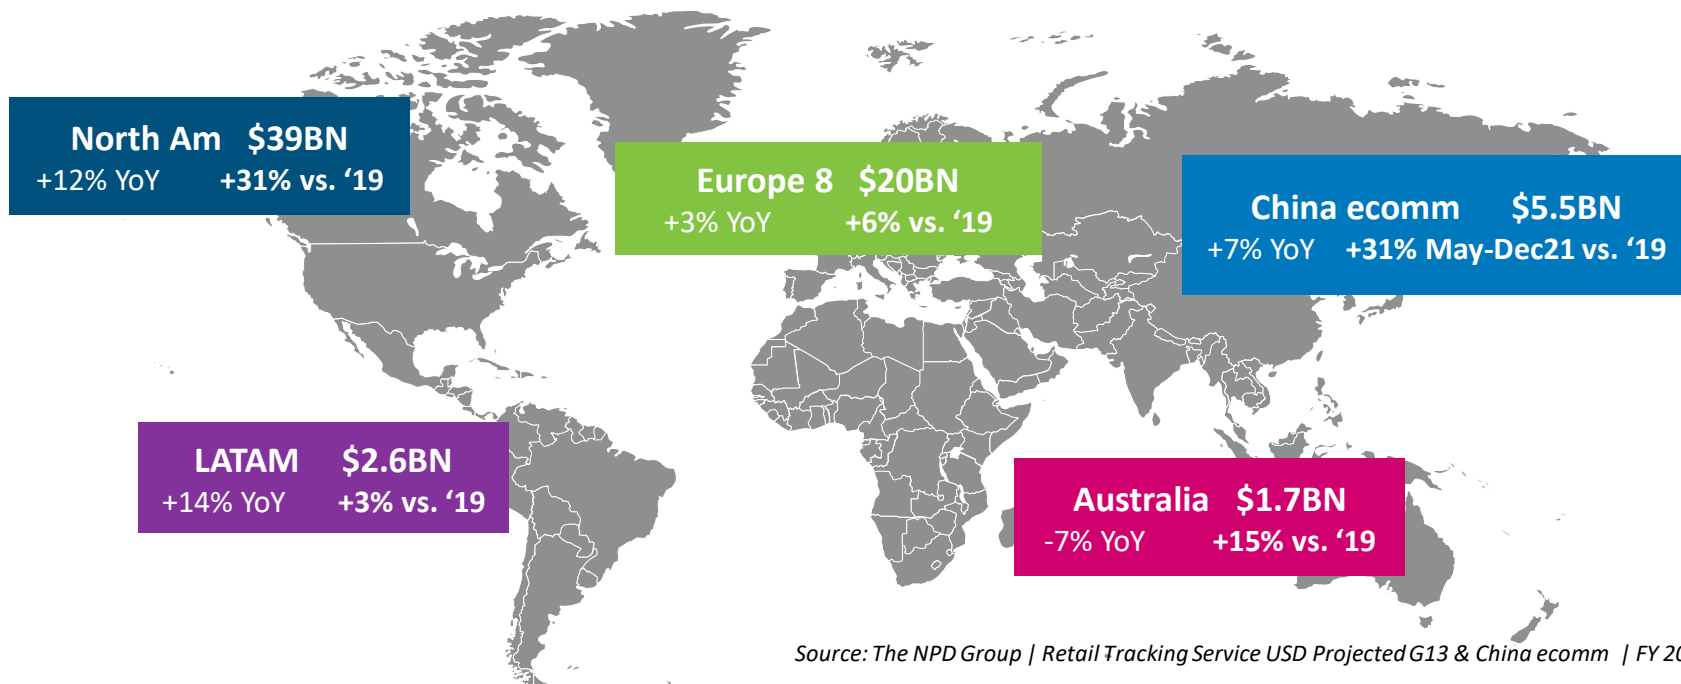 North Am $39BN
+12% YoY +31% vs. ‘19
Europe 8 $20BN
+3% YoY +6% vs. ‘19
China ecomm $5.5BN
+7% YoY +31% May-Dec21 vs. ‘19
LATAM $2.6BN
+14% YoY +3% vs. ‘19
Australia $1.7BN
-7% YoY +15% vs. ‘19
Source: The NPD Group | Retail Tracking Service USD Projected G13 & China ecomm | FY